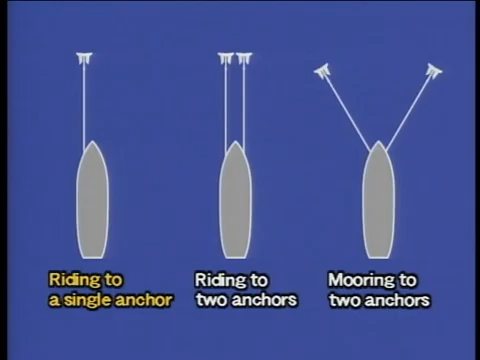 Riding to
a single anchor
Riding to
two anchors
Mooring to
two anchors